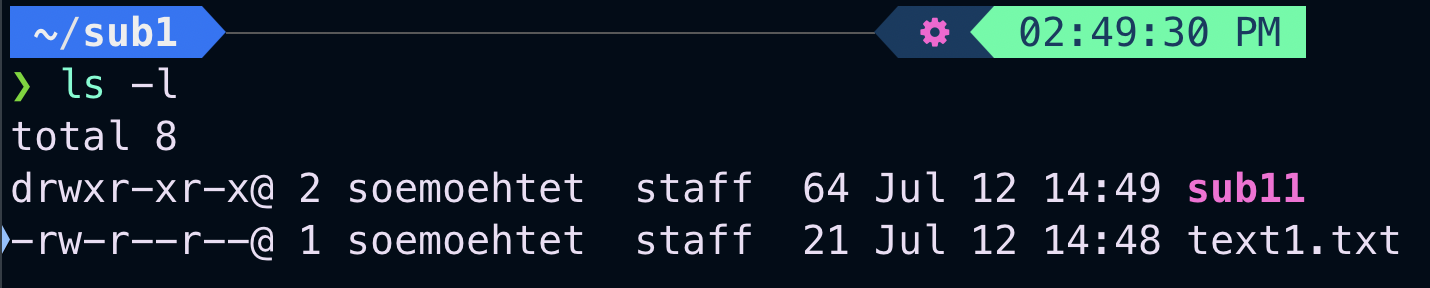 ~/sub1 02:49:30 PM
❯ ls -l
total 8
drwxr-xr-x@ 2 soemoehtet  staff  64 Jul 12 14:49 sub11
-rw-r--r--@ 1 soemoehtet  staff  21 Jul 12 14:48 text1.txt